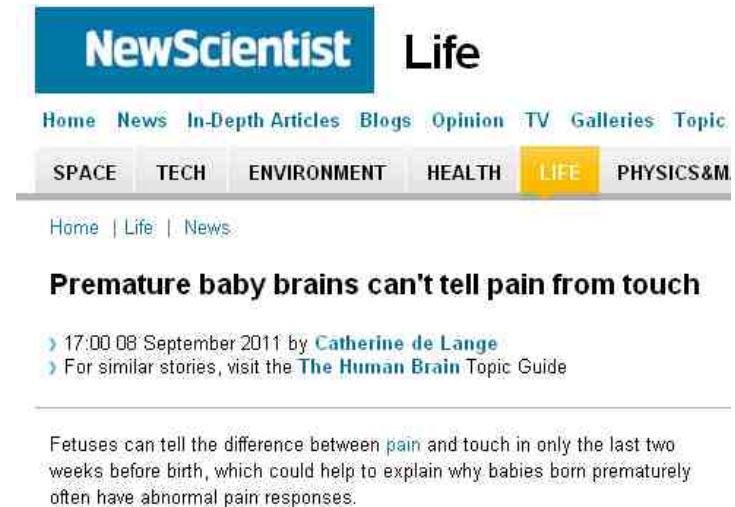 NewScientist Life
Home News In-Depth Articles Blogs Opinion TV Galleries Topic
SPACE TECH ENVIRONMENT HEALTH LIFE PHYSICS&M
Home | Life | News
Premature baby brains can't tell pain from touch
17:00 08 September 2011 by Catherine de Lange
For similar stories, visit the The Human Brain Topic Guide
Fetuses can tell the difference between pain and touch in only the last two
weeks before birth, which could help to explain why babies born prematurely
often have abnormal pain responses.